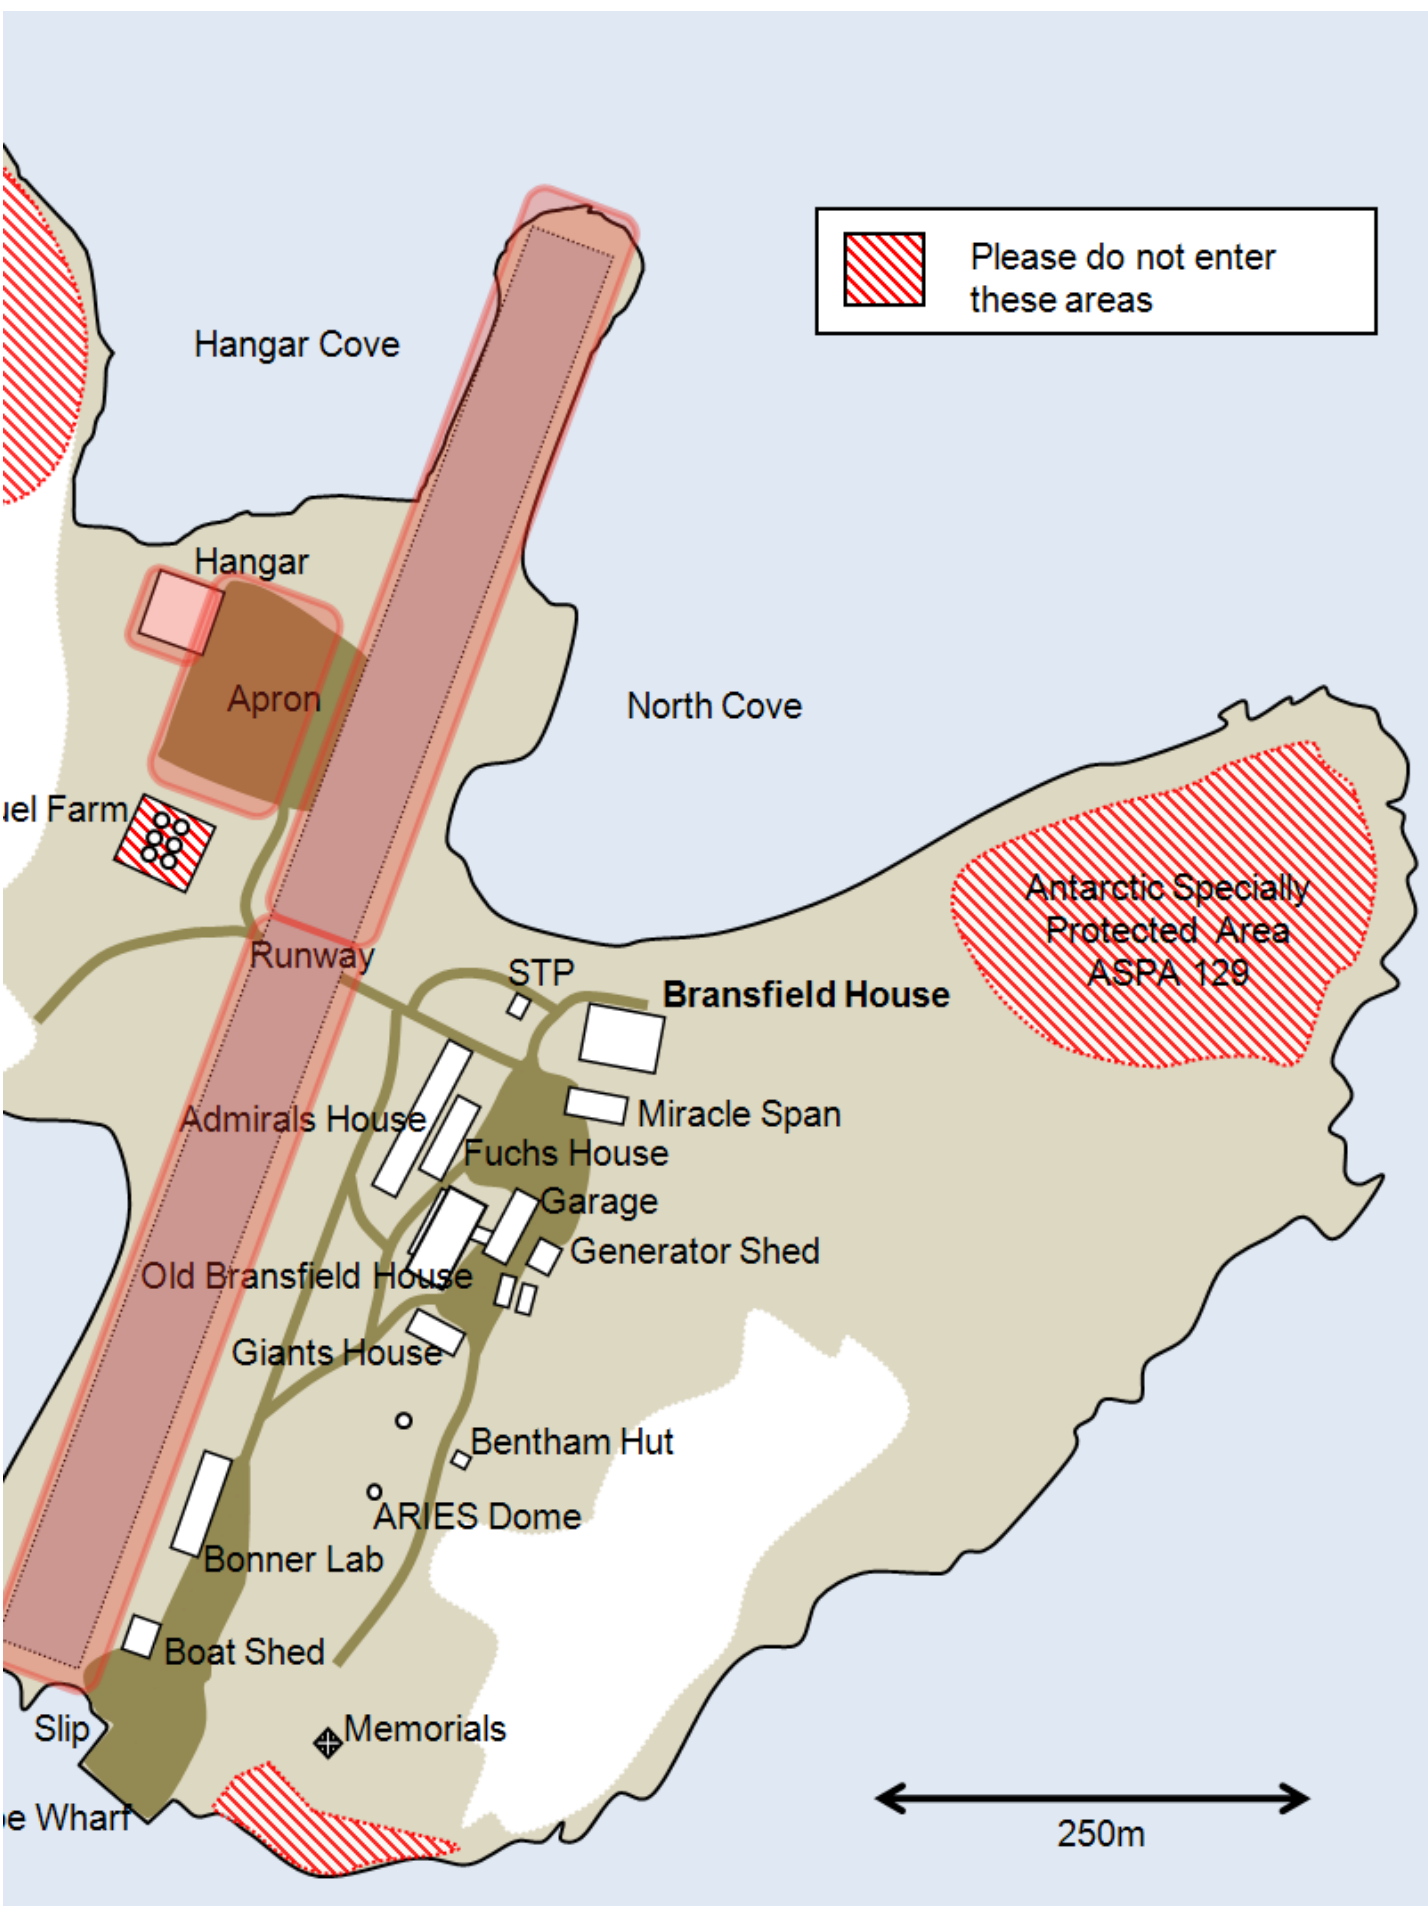 Please do not enter
these areas
Hangar Cove
Hangar
Apron
North Cove
Farm
Antarctic Specially
Protected Area
ASPA 129
Runway
STP
Bransfield House
Admirals House
Miracle Span
Fuchs House
Garage
Generator Shed
Old Bransfield House
Giants House
Bentham Hut
ARIES Dome
Bonner Lab
Boat Shed
Slip
Memorials
Wharf
250m